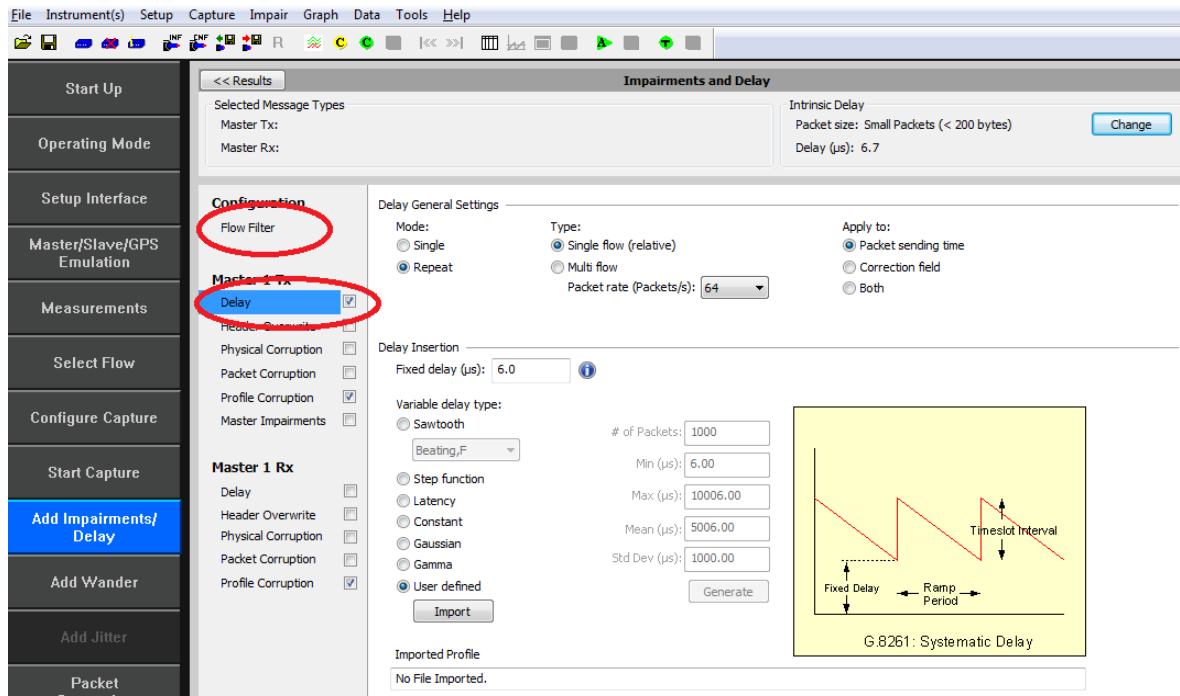 File Instrument(s) Setup Capture Impair Graph Data Tools Help
INF CNF R C C A T
Start Up
Operating Mode
Setup Interface
Master/Slave/GPS
Emulation
Measurements
Select Flow
Configure Capture
Start Capture
Add Impairments/
Delay
Add Wander
Add Jitter
Packet
<< Results
Impairments and Delay
Selected Message Types
Master Tx:
Master Rx:
Intrinsic Delay
Packet size: Small Packets (< 200 bytes)
Change
Delay (µs): 6.7
Configuration
Flow Filter
Master 1 Tx
Delay
Header Overwrite
Physical Corruption
Packet Corruption
Profile Corruption
Master Impairments
Master 1 Rx
Delay
Header Overwrite
Physical Corruption
Packet Corruption
Profile Corruption
Delay General Settings
Mode:
Single
Repeat
Type:
Single flow (relative)
Multi flow
Packet rate (Packets/s): 64
Apply to:
Packet sending time
Correction field
Both
Delay Insertion
Fixed delay (µs): 6.0
Variable delay type:
Sawtooth
Beating,F
Step function
Latency
Constant
Gaussian
Gamma
User defined
Import
# of Packets: 1000
Min (µs): 6.00
Max (µs): 10006.00
Mean (µs): 5006.00
Std Dev (µs): 1000.00
Generate
Timeslot Interval
Fixed Delay
Ramp
Period
G.8261: Systematic Delay
Imported Profile
No File Imported.